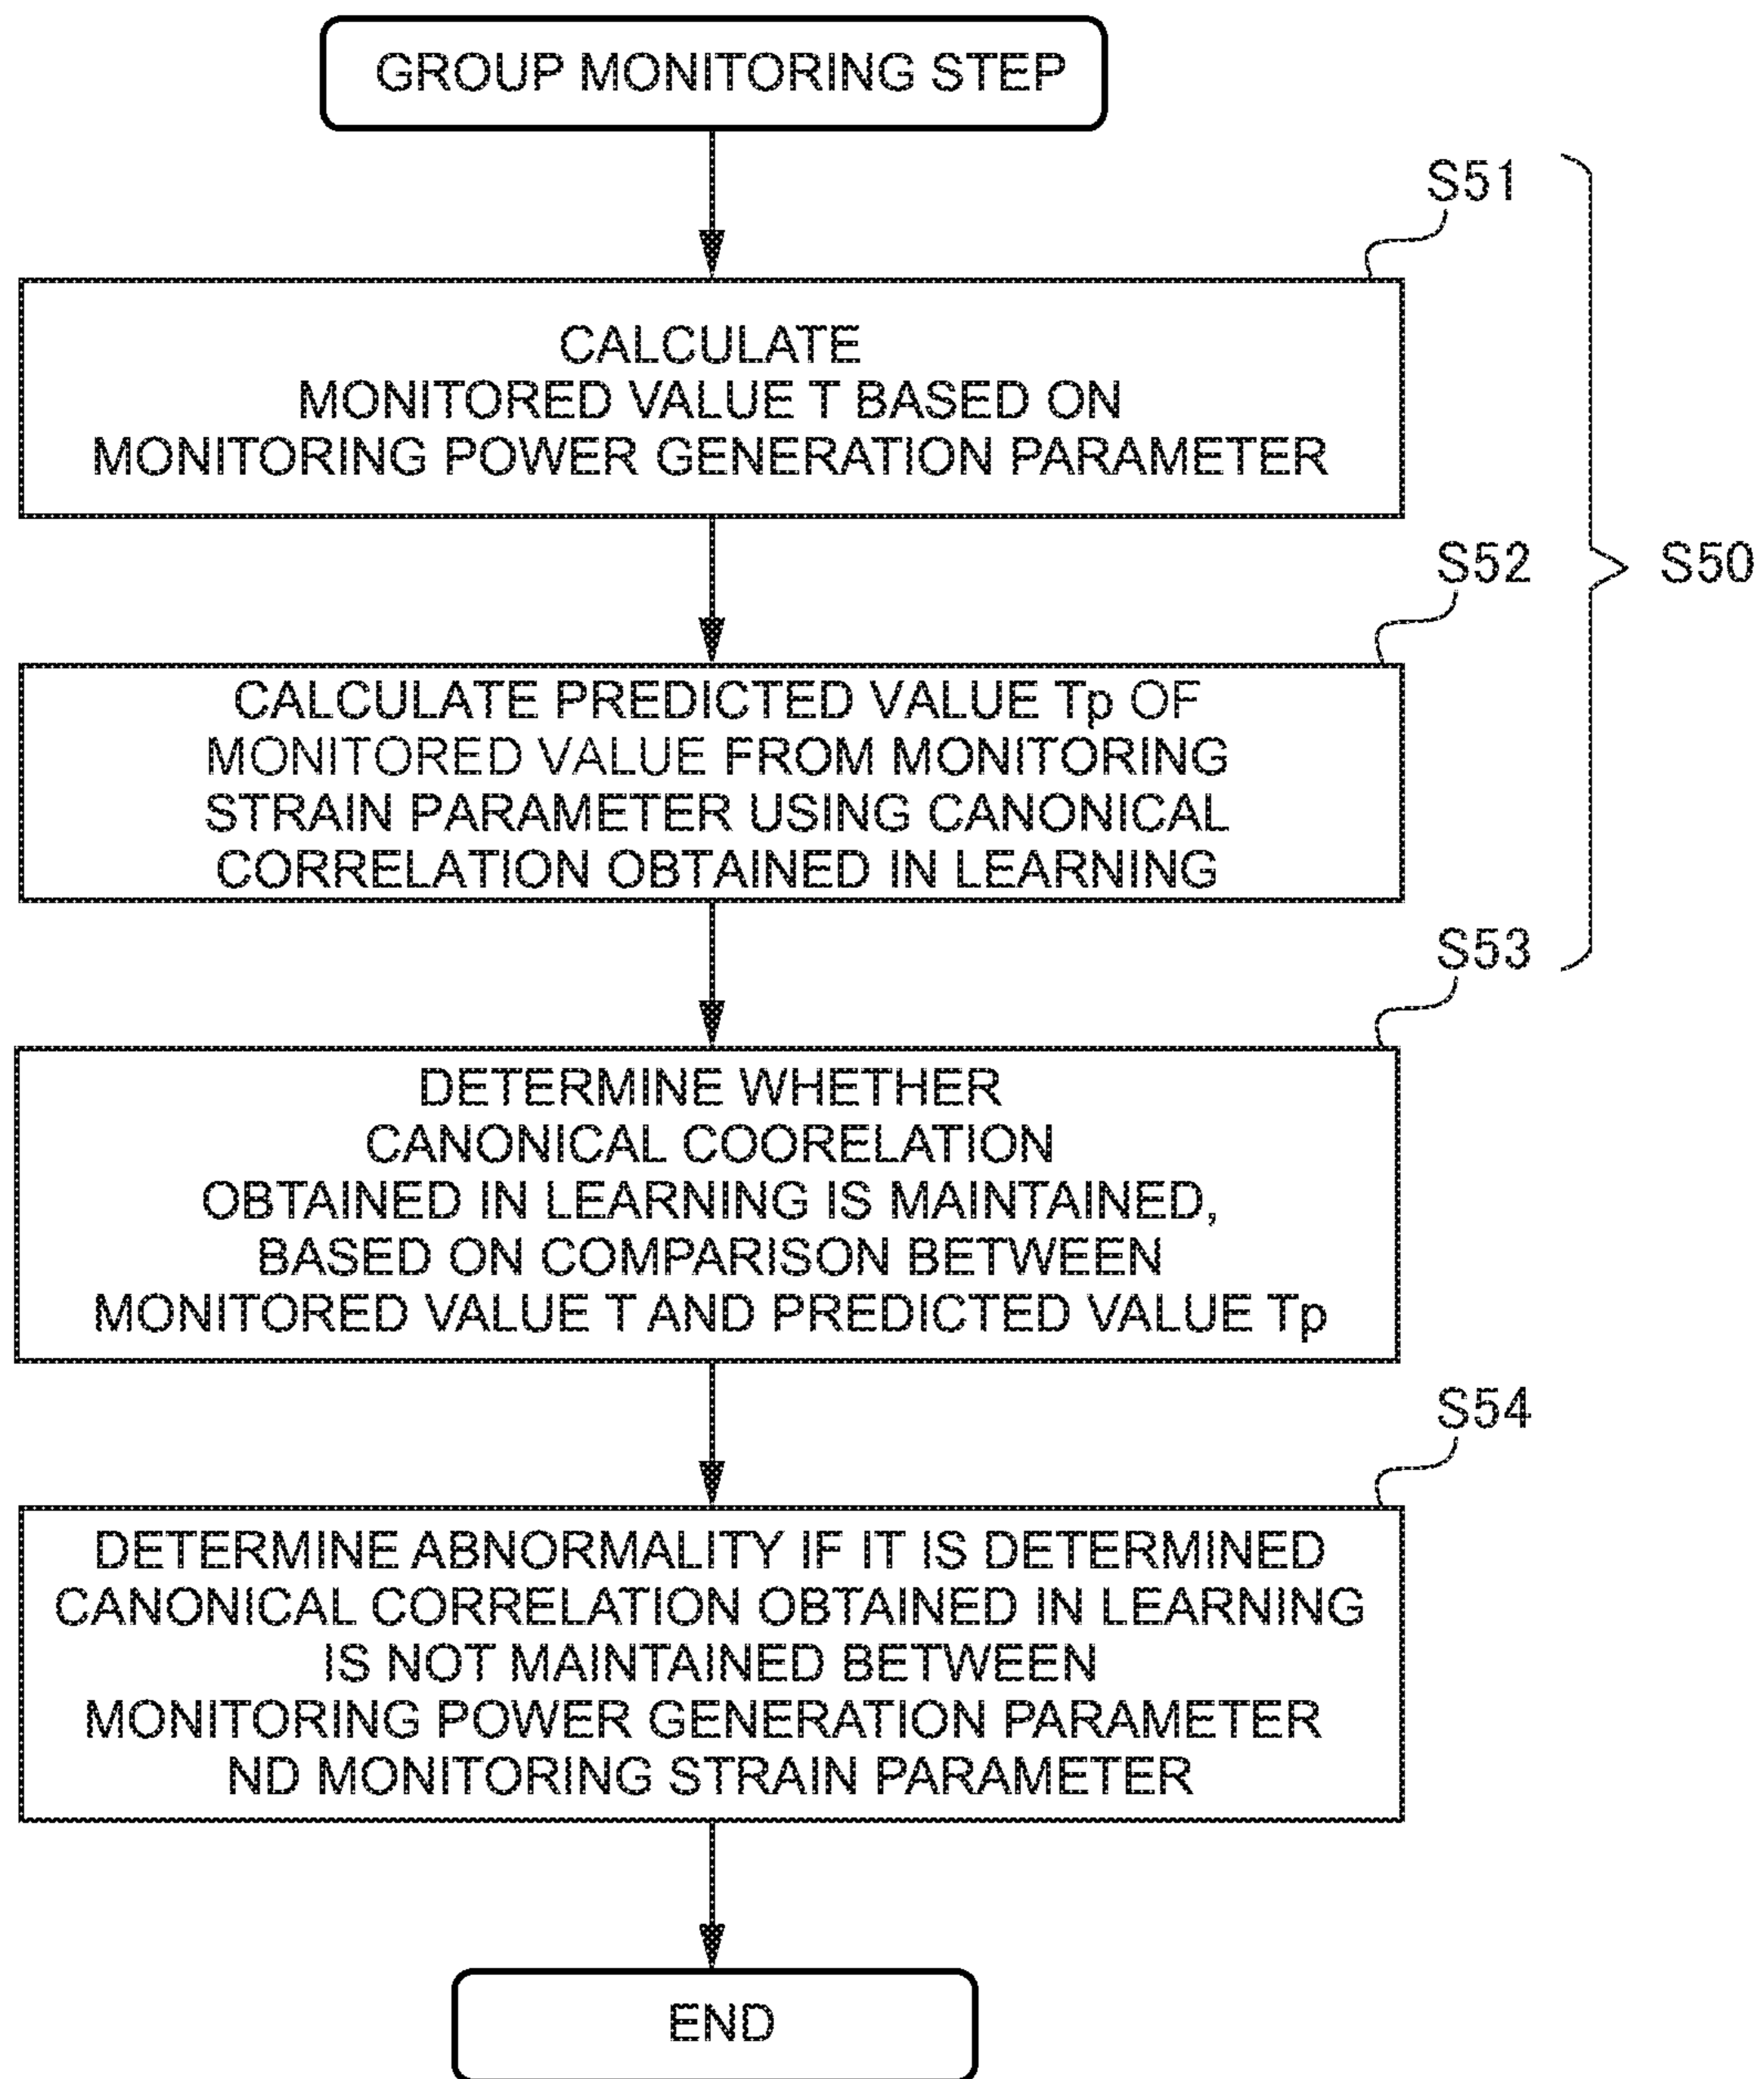 GROUP MONITORING STEP
S51
CALCULATE
MONITORED VALUE T BASED ON
MONITORING POWER GENERATION PARAMETER
S52
S50
CALCULATE PREDICTED VALUE Tp OF
MONITORED VALUE FROM MONITORING
STRAIN PARAMETER USING CANONICAL
CORRELATION OBTAINED IN LEARNING
S53
DETERMINE WHETHER
CANONICAL COORELATION
OBTAINED IN LEARNING IS MAINTAINED,
BASED ON COMPARISON BETWEEN
MONITORED VALUE T AND PREDICTED VALUE Tp
S54
DETERMINE ABNORMALITY IF IT IS DETERMINED
CANONICAL CORRELATION OBTAINED IN LEARNING
IS NOT MAINTAINED BETWEEN
MONITORING POWER GENERATION PARAMETER
ND MONITORING STRAIN PARAMETER
END